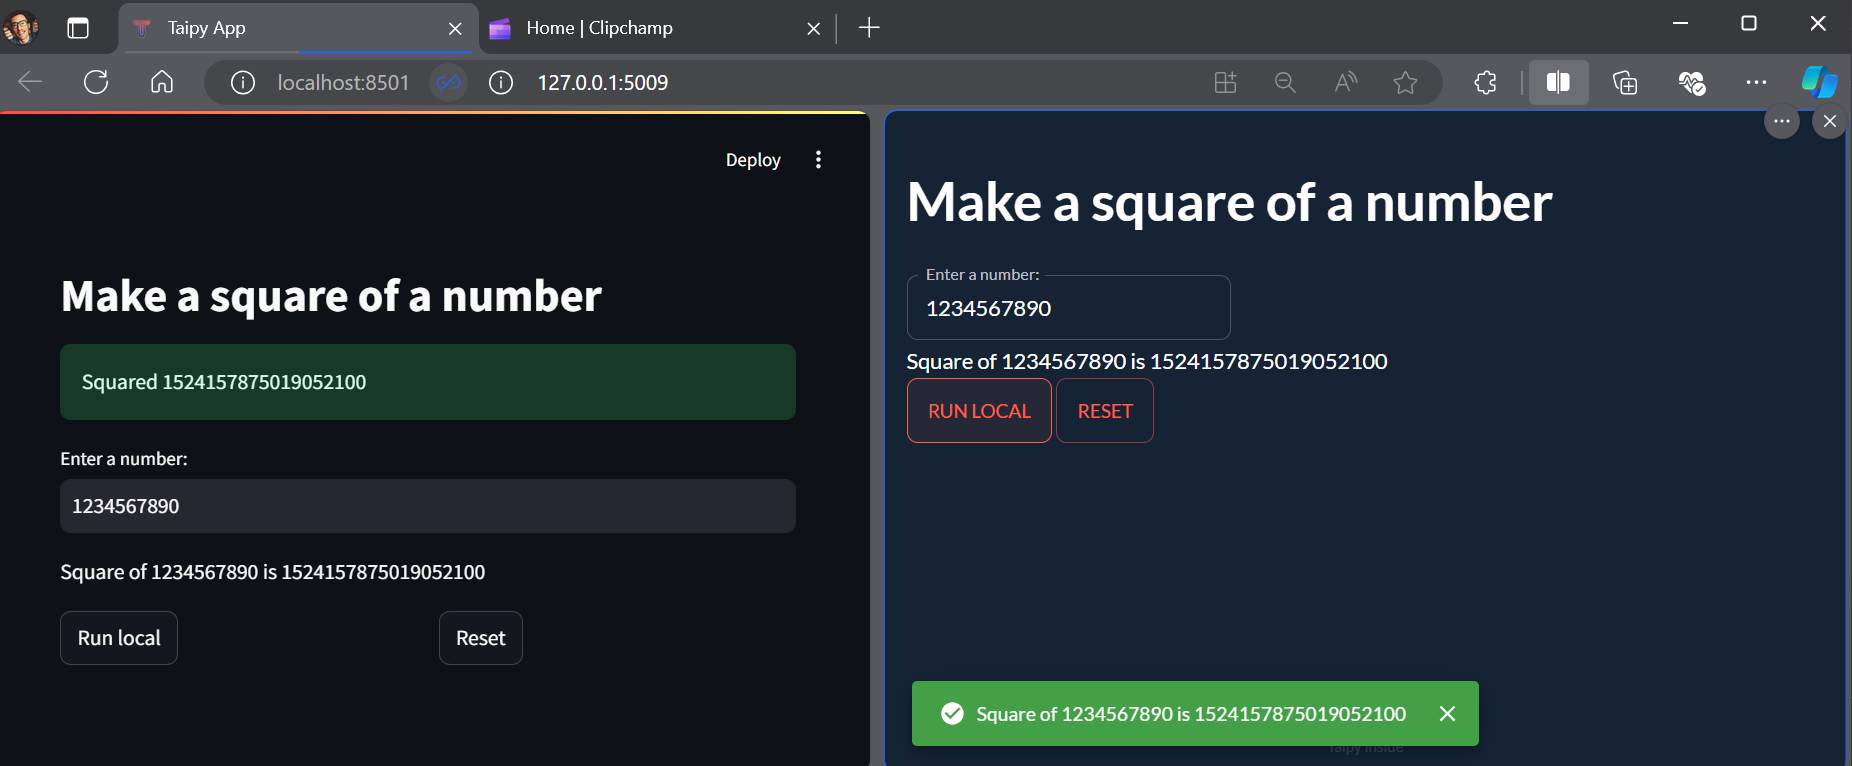 Taipy App
Home | Clipchamp
localhost:8501
127.0.0.1:5009
Deploy
Make a square of a number
Squared 1524157875019052100
Enter a number:
1234567890
Square of 1234567890 is 1524157875019052100
Run local
Reset
Make a square of a number
Enter a number:
1234567890
Square of 1234567890 is 1524157875019052100
RUN LOCAL
RESET
Square of 1234567890 is 1524157875019052100
Taipy inside